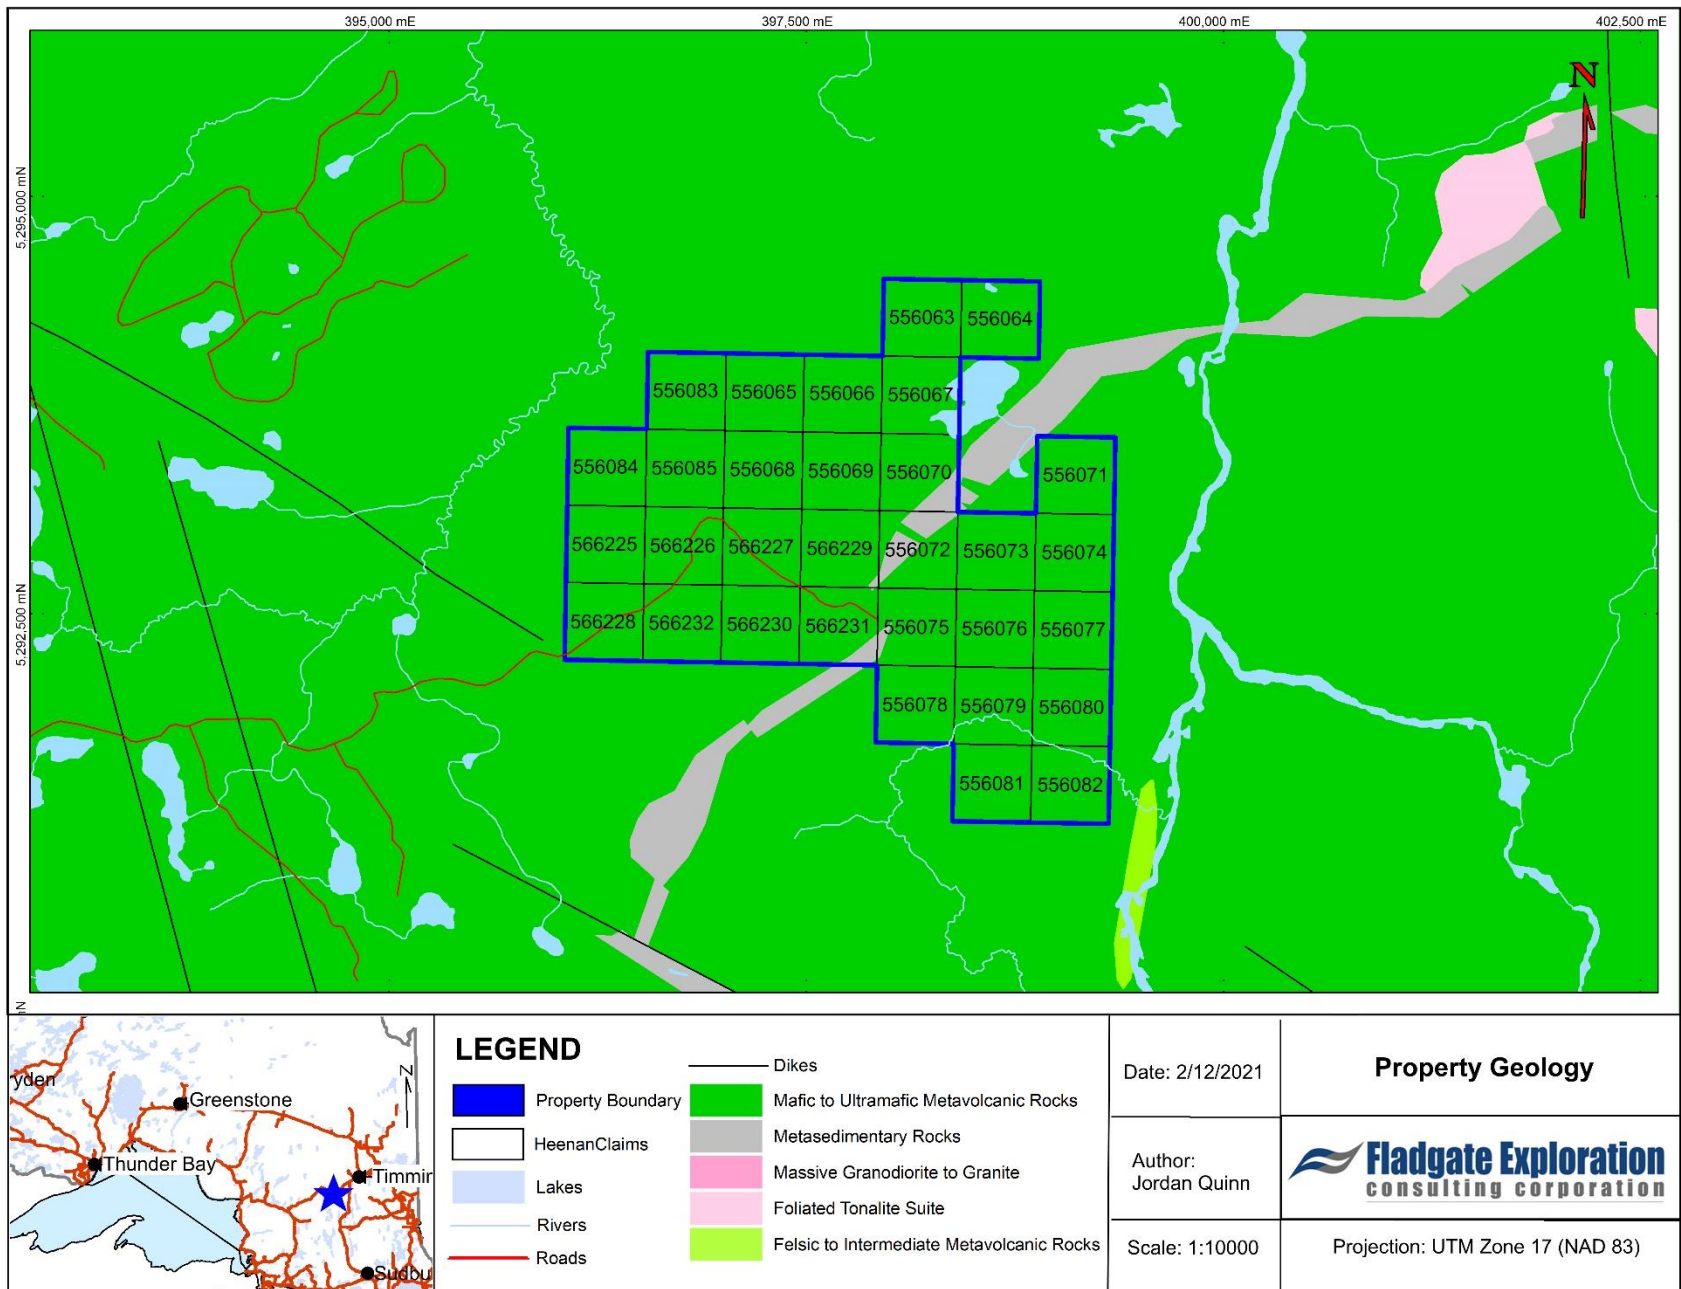 395,000 mE 397,500 mE 400,000 mE 402,500 mE
5,295,000 mN
5,292,500 mN
N
556063 556064
556083 556065 556066 556067
556084 556085 556068 556069 556070 556071
566225 566226 566227 566229 556072 556073 556074
566228 566232 566230 566231 556075 556076 556077
556078 556079 556080
556081 556082
mN
yden
Greenstone
Thunder Bay
Timmir
Sudbu
N
LEGEND
Property Boundary
HeenanClaims
Lakes
Rivers
Roads
Dikes
Mafic to Ultramafic Metavolcanic Rocks
Metasedimentary Rocks
Massive Granodiorite to Granite
Foliated Tonalite Suite
Felsic to Intermediate Metavolcanic Rocks
Date: 2/12/2021
Author:
Jordan Quinn
Scale: 1:10000
Property Geology
Fladgate Exploration
consulting corporation
Projection: UTM Zone 17 (NAD 83)